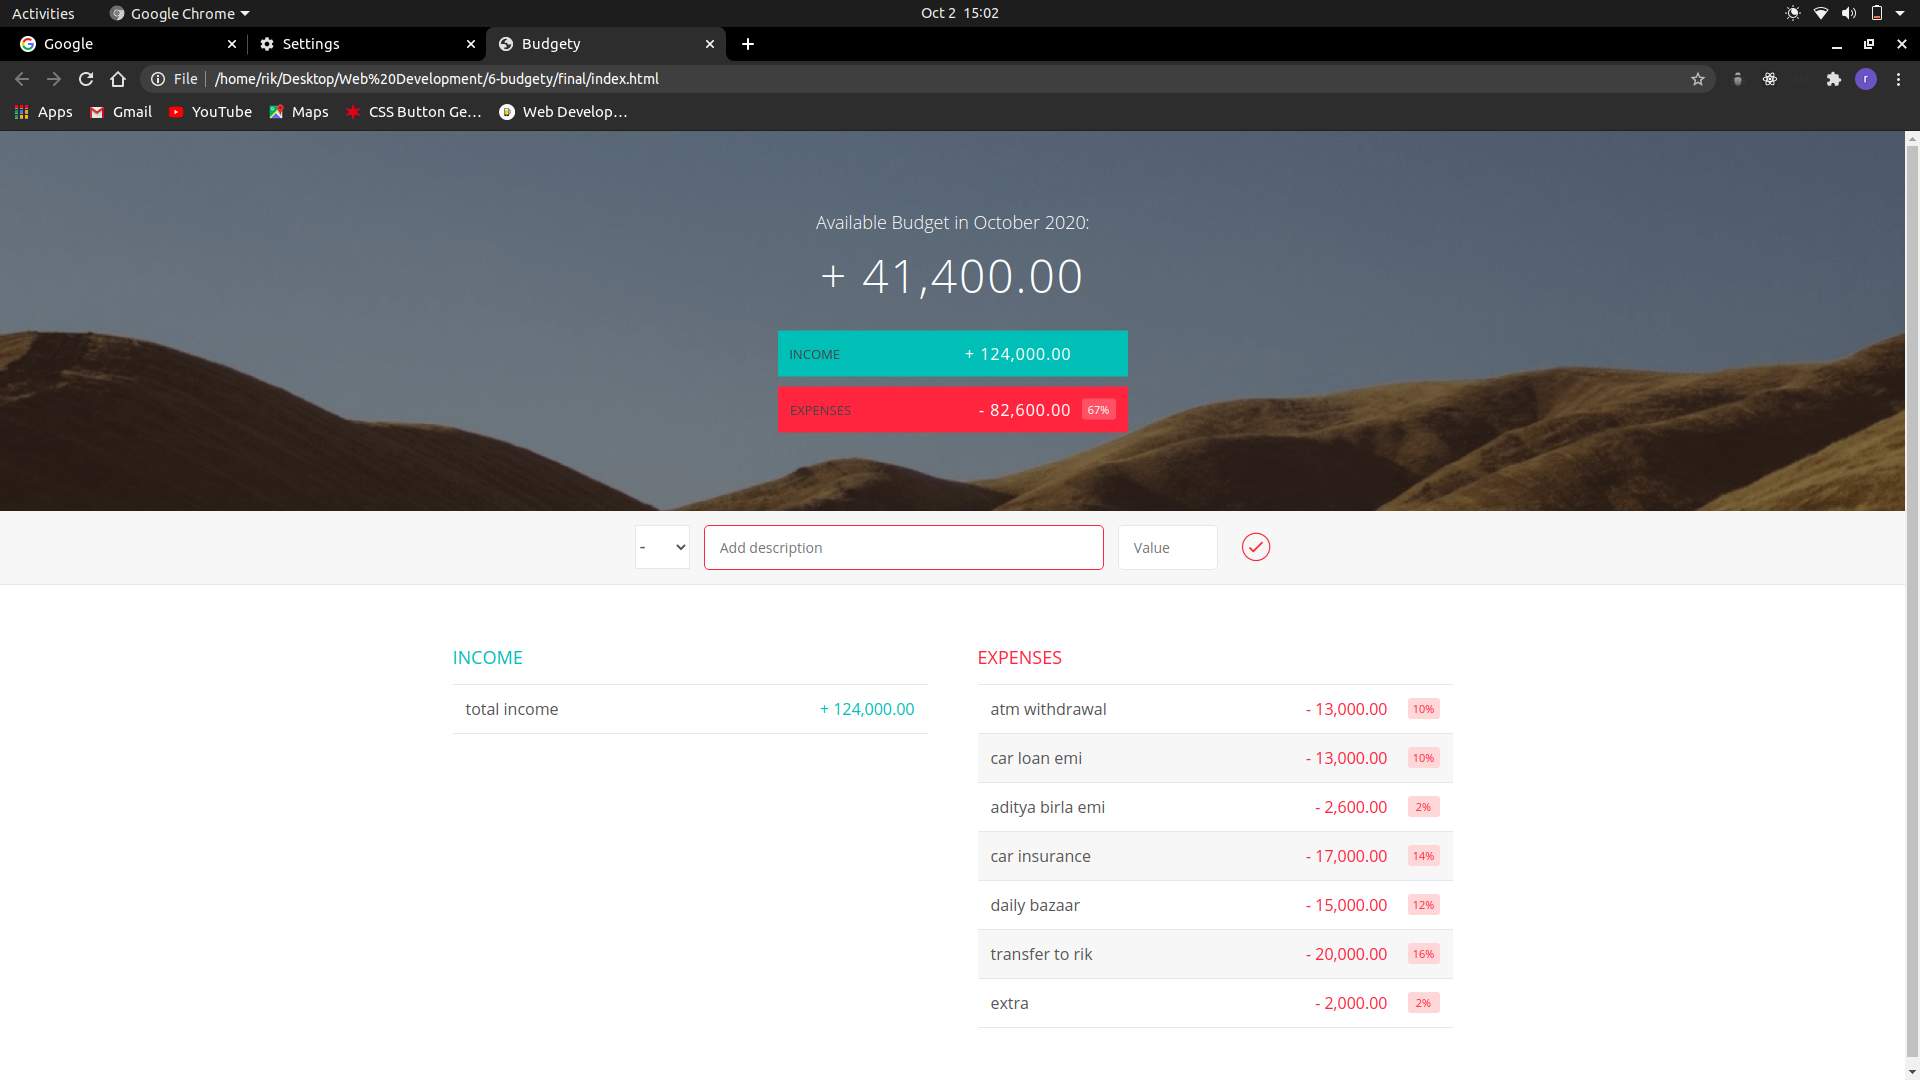 Activities Google Chrome Oct 2 15:02
Google Settings Budgety
File /home/rik/Desktop/Web%20Development/6-budgety/final/index.html r
Apps Gmail YouTube Maps CSS Button Ge… Web Develop…
Available Budget in October 2020:
+ 41,400.00
INCOME + 124,000.00
EXPENSES - 82,600.00 67%
- Add description Value
INCOME
total income + 124,000.00
EXPENSES
atm withdrawal - 13,000.00 10%
car loan emi - 13,000.00 10%
aditya birla emi - 2,600.00 2%
car insurance - 17,000.00 14%
daily bazaar - 15,000.00 12%
transfer to rik - 20,000.00 16%
extra - 2,000.00 2%